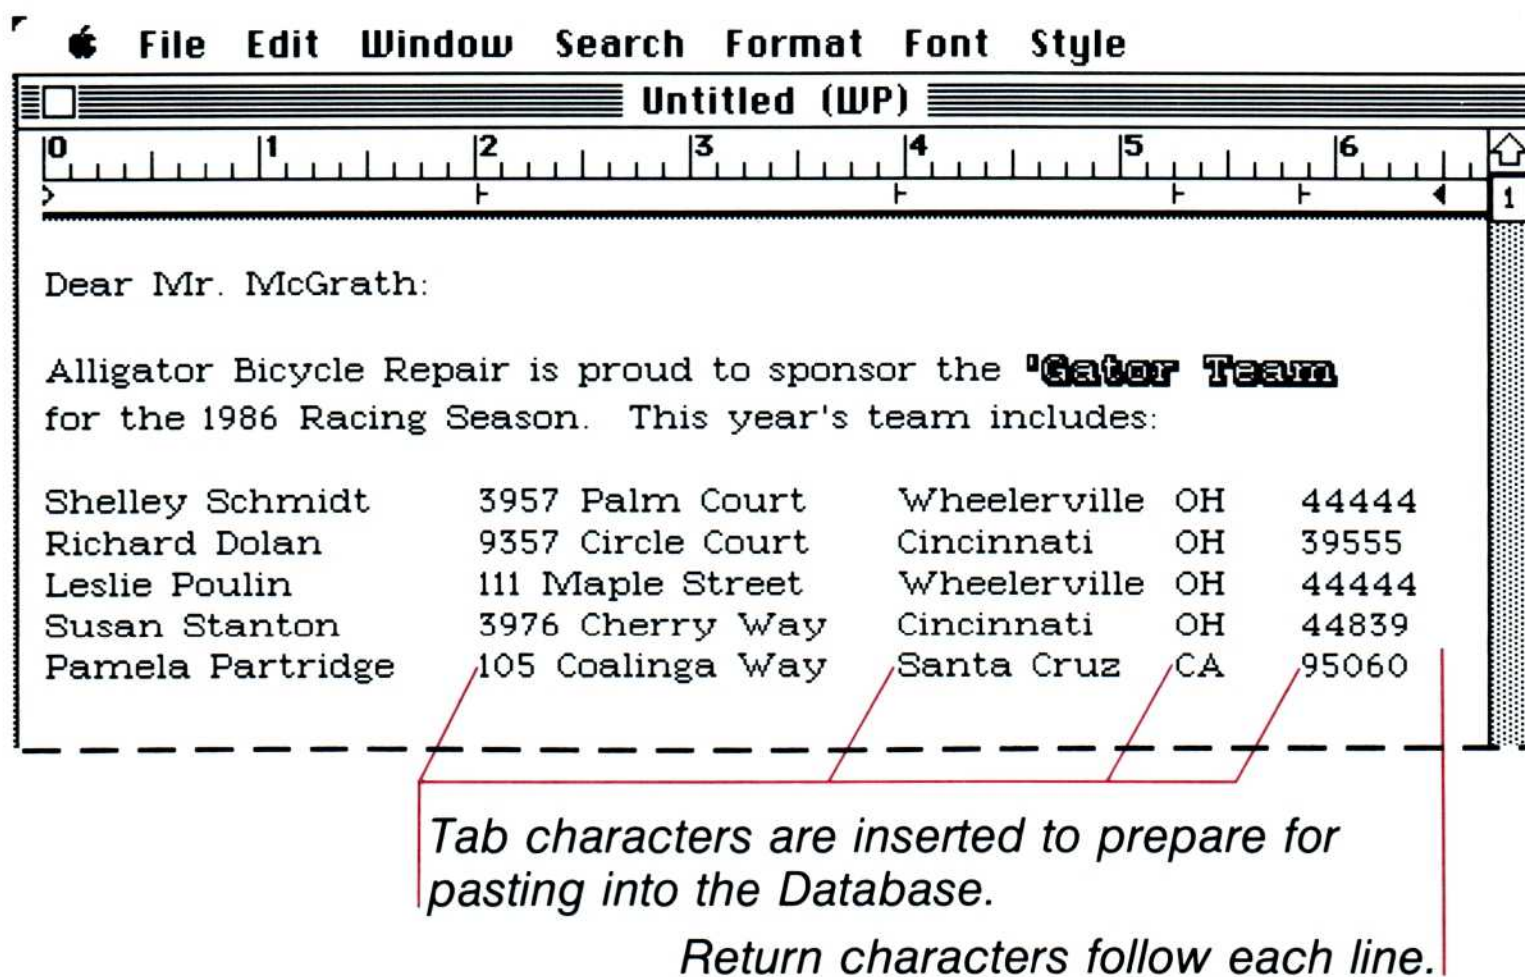 File Edit Window Search Format Font Style
Untitled (WP)
0 1 2 3 4 5 6
1
Dear Mr. McGrath:
Alligator Bicycle Repair is proud to sponsor the 'Gator Team
for the 1986 Racing Season. This year's team includes:
Shelley Schmidt 3957 Palm Court Wheelerville OH 44444
Richard Dolan 9357 Circle Court Cincinnati OH 39555
Leslie Poulin 111 Maple Street Wheelerville OH 44444
Susan Stanton 3976 Cherry Way Cincinnati OH 44839
Pamela Partridge 105 Coalinga Way Santa Cruz CA 95060
Tab characters are inserted to prepare for
pasting into the Database.
Return characters follow each line.